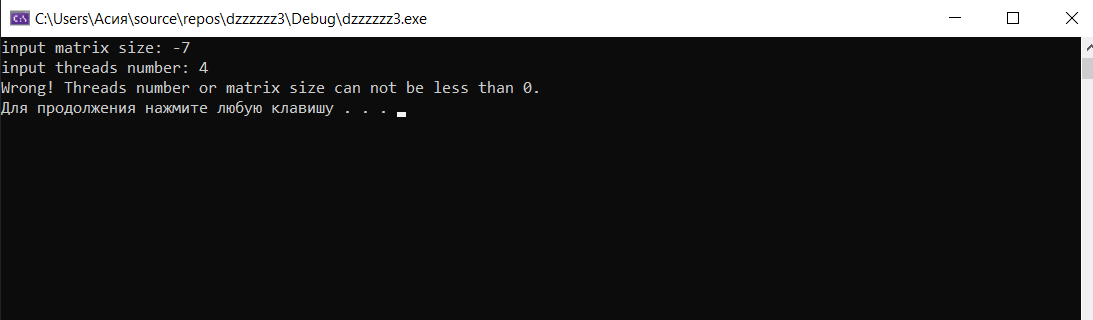 C:\Users\Асия\source\repos\dzzzzzz3\Debug\dzzzzzz3.exe
input matrix size: -7
input threads number: 4
Wrong! Threads number or matrix size can not be less than 0.
Для продолжения нажмите любую клавишу . . .